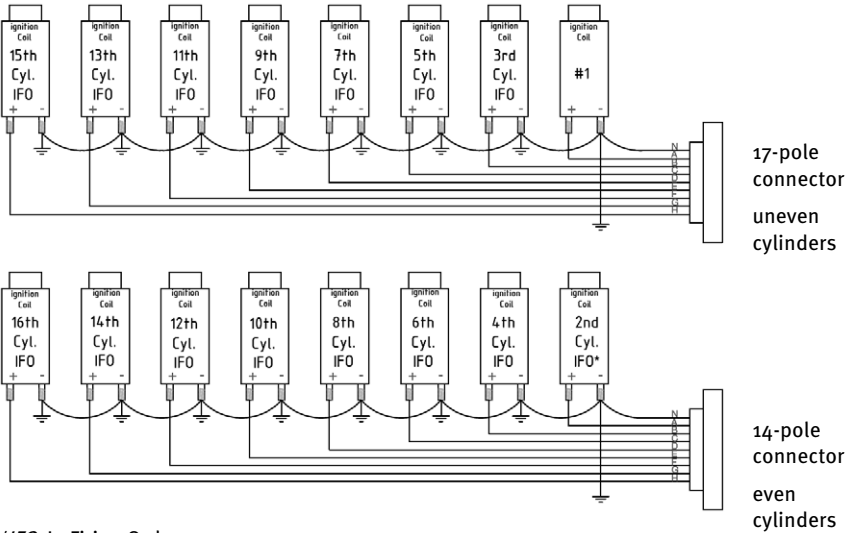 ignition
Coil
15th
Cyl.
IFO
+ -
ignition
Coil
13th
Cyl.
IFO
+ -
ignition
Coil
11th
Cyl.
IFO
+ -
ignition
Coil
9th
Cyl.
IFO
+ -
ignition
Coil
7th
Cyl.
IFO
+ -
ignition
Coil
5th
Cyl.
IFO
+ -
ignition
Coil
3rd
Cyl.
IFO
+ -
ignition
Coil
#1
+ -
N
A
B
C
D
E
F
G
H
17-pole
connector
uneven
cylinders
ignition
Coil
16th
Cyl.
IFO
+ -
ignition
Coil
14th
Cyl.
IFO
+ -
ignition
Coil
12th
Cyl.
IFO
+ -
ignition
Coil
10th
Cyl.
IFO
+ -
ignition
Coil
8th
Cyl.
IFO
+ -
ignition
Coil
6th
Cyl.
IFO
+ -
ignition
Coil
4th
Cyl.
IFO
+ -
ignition
Coil
2nd
Cyl.
IFO*
+ -
N
A
B
C
D
E
F
G
H
14-pole
connector
even
cylinders